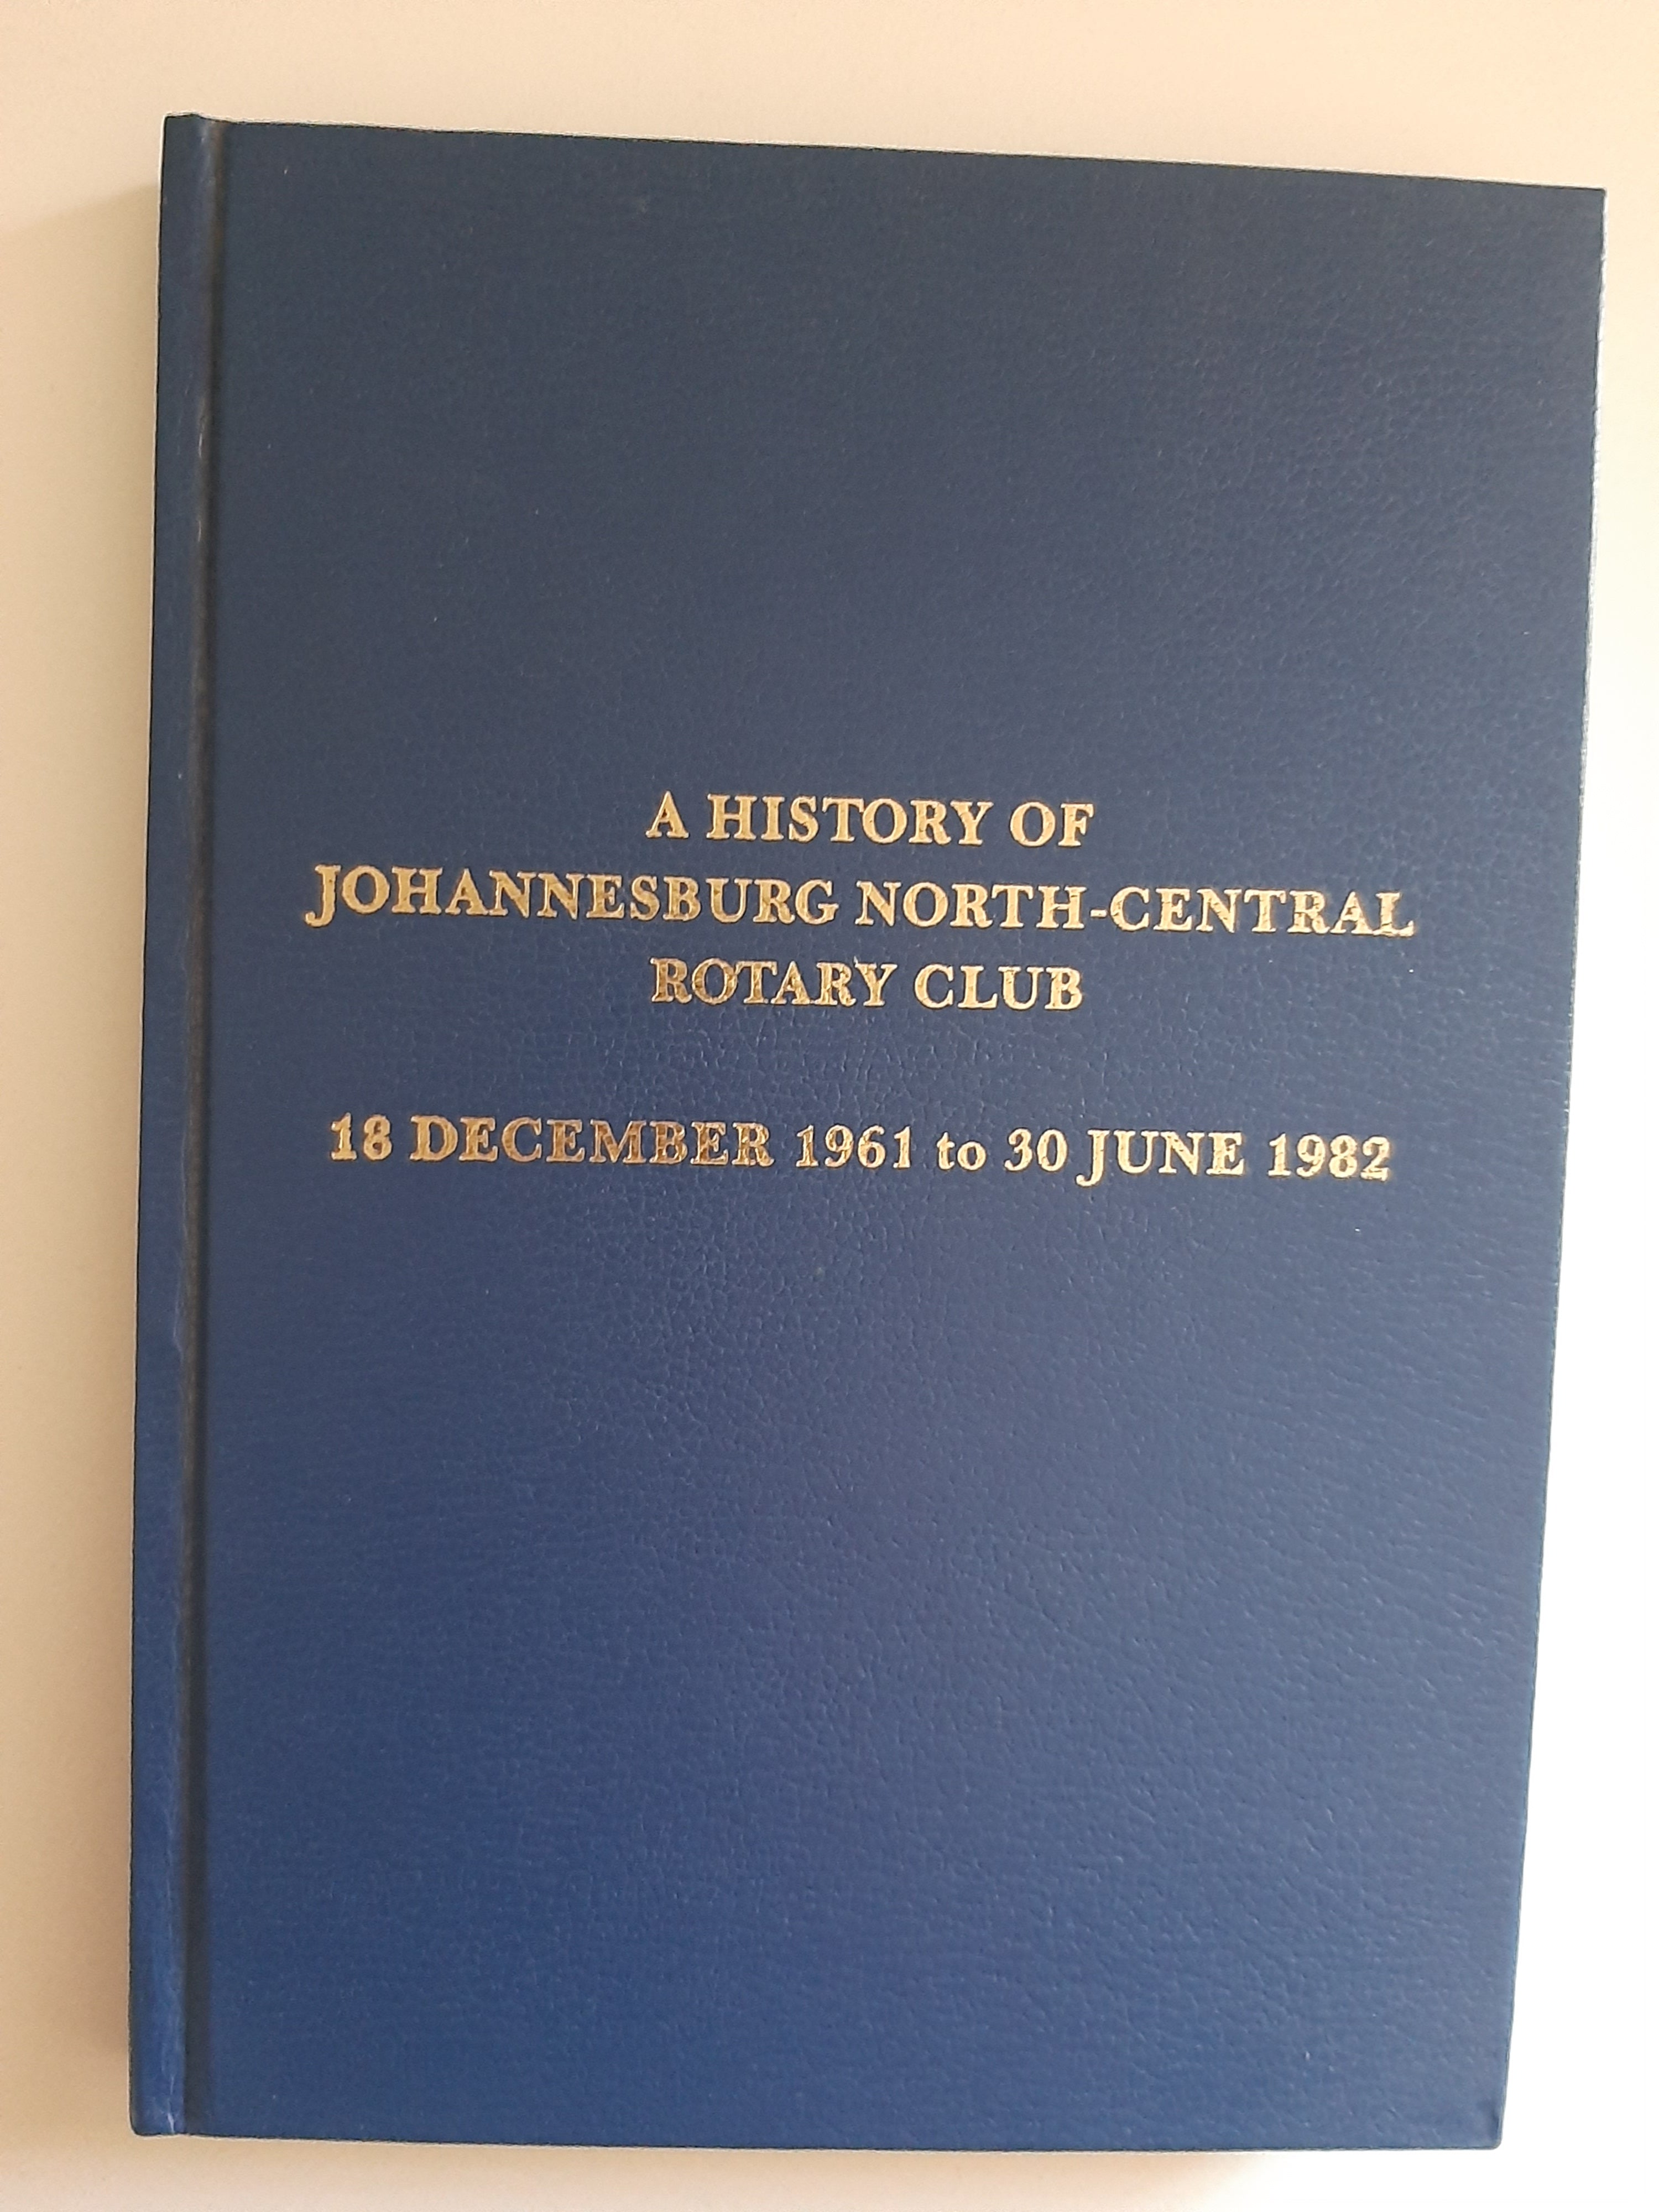 A HISTORY OF
JOHANNESBURG NORTH-CENTRAL
ROTARY CLUB
18 DECEMBER 1961 to 30 JUNE 1982